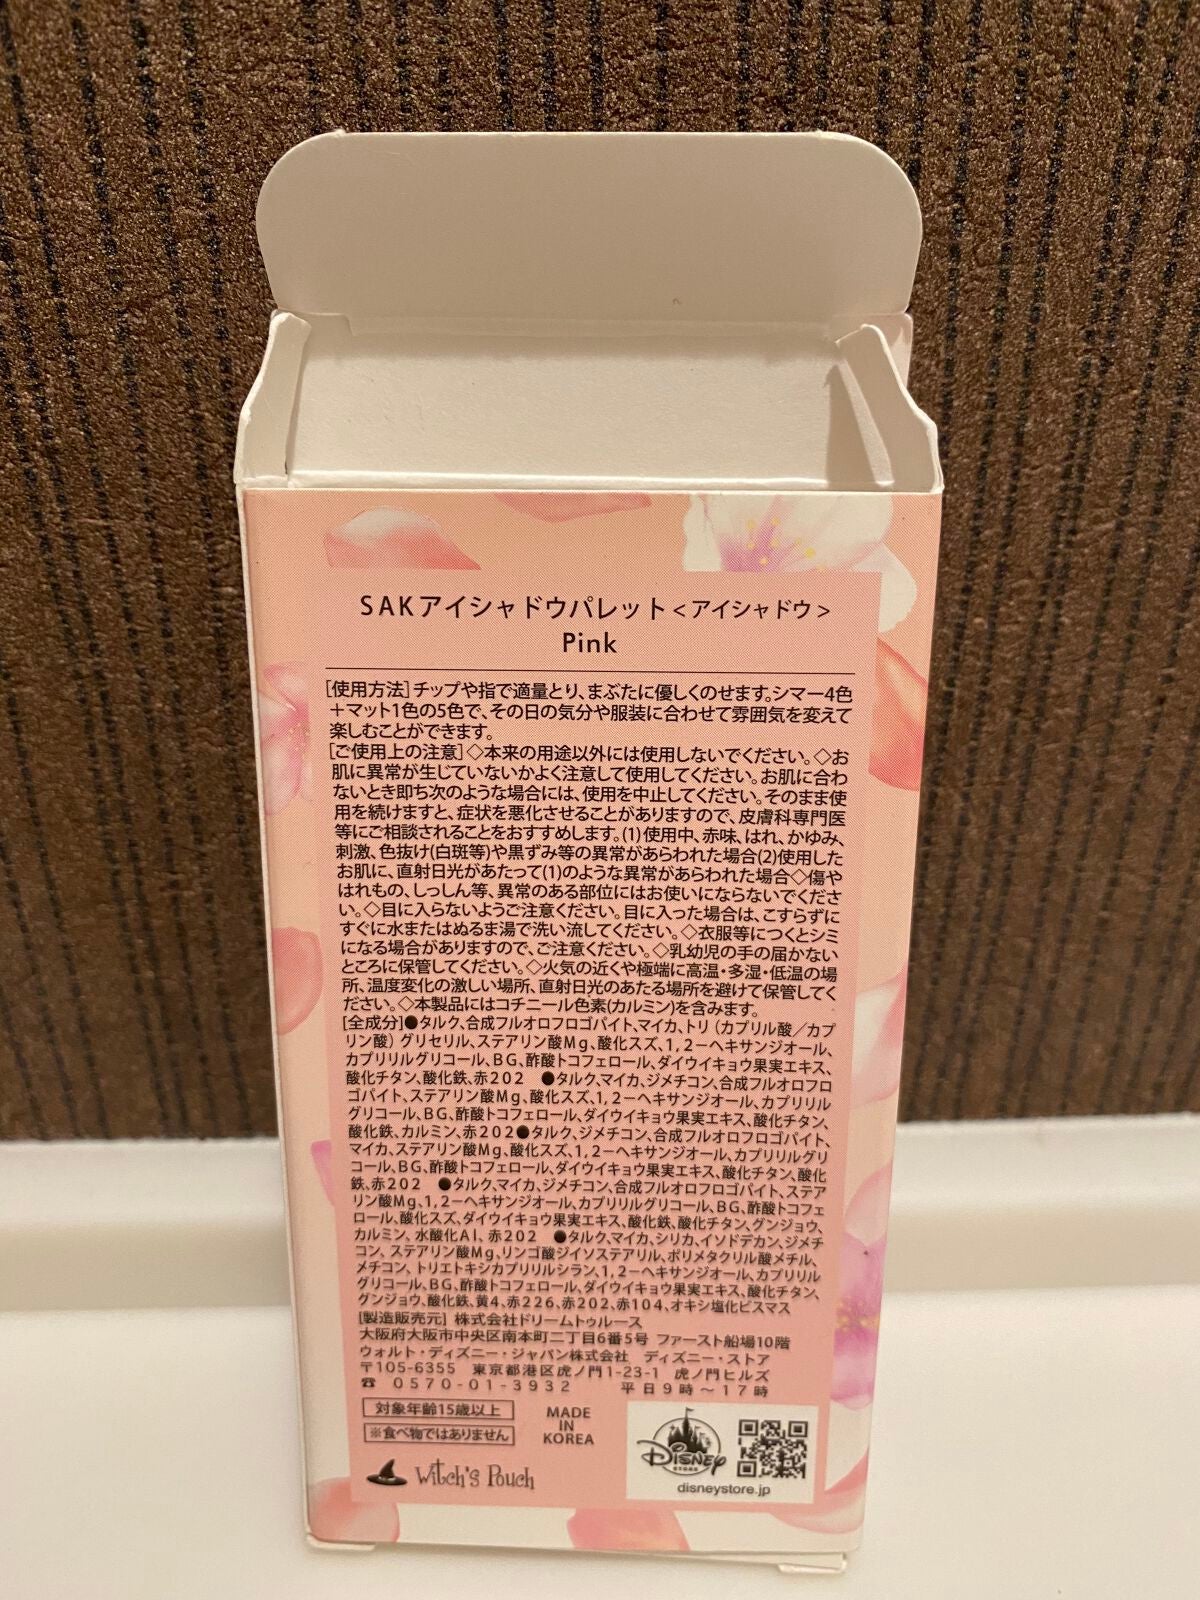 SAKアイシャドウパレット<アイシャドウ>
Pink
[使用方法]チップや指で適量とり、まぶたに優しくのせます。シマー4色
＋マット1色の5色で、その日の気分や服装に合わせて雰囲気を変えて
楽しむことができます。
[ご使用上の注意]◇本来の用途以外には使用しないでください。◇お
肌に異常が生じていないかよく注意して使用してください。お肌に合わ
ないとき即ち次のような場合には、使用を中止してください。そのまま使
用を続けますと、症状を悪化させることがありますので、皮膚科専門医
等にご相談されることをおすすめします。(1)使用中、赤味、はれ、かゆみ、
刺激、色抜け(白斑等)や黒ずみ等の異常があらわれた場合(2)使用した
お肌に、直射日光があたって(1)のような異常があらわれた場合◇傷や
はれもの、しっしん等、異常のある部位にはお使いにならないでくださ
い。◇目に入らないようご注意ください。目に入った場合は、こすらずに
すぐに水またはぬるま湯で洗い流してください。◇衣服等につくとシミ
になる場合がありますので、ご注意ください。◇乳幼児の手の届かない
ところに保管してください。◇火気の近くや極端に高温・多湿・低温の場
所、温度変化の激しい場所、直射日光のあたる場所を避けて保管してく
ださい。◇本製品にはコチニール色素(カルミン)を含みます。
[全成分]●タルク、合成フルオロフロゴパイト、マイカ、トリ（カプリル酸／カプ
リン酸）グリセリル、ステアリン酸Mg、酸化スズ、1,2－ヘキサンジオール、
カプリリルグリコール、BG、酢酸トコフェロール、ダイウイキョウ果実エキス、
酸化チタン、酸化鉄、赤202 ●タルク、マイカ、ジメチコン、合成フルオロフロ
ゴパイト、ステアリン酸Mg、酸化スズ、1,2－ヘキサンジオール、カプリリル
グリコール、BG、酢酸トコフェロール、ダイウイキョウ果実エキス、酸化チタン、
酸化鉄、カルミン、赤202●タルク、ジメチコン、合成フルオロフロゴパイト、
マイカ、ステアリン酸Mg、酸化スズ、1,2－ヘキサンジオール、カプリリルグリ
コール、BG、酢酸トコフェロール、ダイウイキョウ果実エキス、酸化チタン、酸化
鉄、赤202 ●タルク、マイカ、ジメチコン、合成フルオロフロゴパイト、ステア
リン酸Mg、1,2－ヘキサンジオール、カプリリルグリコール、BG、酢酸トコフェ
ロール、酸化スズ、ダイウイキョウ果実エキス、酸化鉄、酸化チタン、グンジョウ、
カルミン、水酸化Al、赤202 ●タルク、マイカ、シリカ、イソドデカン、ジメチ
コン、ステアリン酸Mg、リンゴ酸ジイソステアリル、ポリメタクリル酸メチル、
メチコン、トリエトキシカプリリルシラン、1,2－ヘキサンジオール、カプリリル
グリコール、BG、酢酸トコフェロール、ダイウイキョウ果実エキス、酸化チタン、
グンジョウ、酸化鉄、黄4、赤226、赤202、赤104、オキシ塩化ビスマス
[製造販売元] 株式会社ドリームトゥルース
大阪府大阪市中央区南本町二丁目6番5号 ファースト船場10階
ウォルト・ディズニー・ジャパン株式会社 ディズニー・ストア
〒105-6355 東京都港区虎ノ門1-23-1 虎ノ門ヒルズ
☎ 0570-01-3932 平日9時～17時
対象年齢15歳以上
※食べ物ではありません
MADE
IN
KOREA
Witch's Pouch
Disney
STORE
disneystore.jp